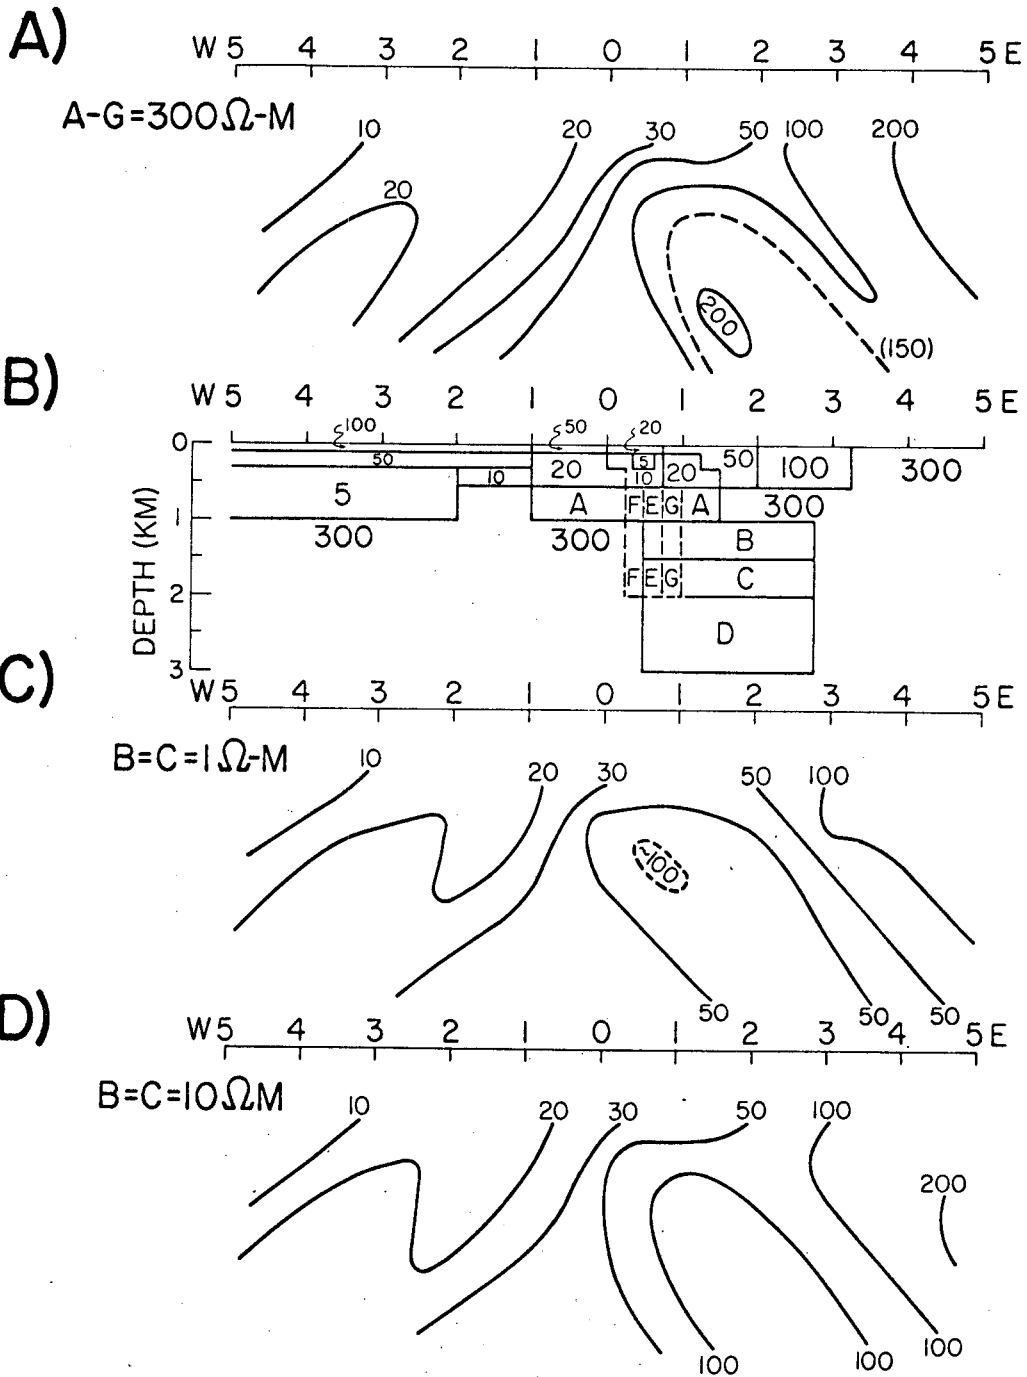 A)
W 5 4 3 2 1 0 1 2 3 4 5 E
A-G=300Ω-M
10 20 30 50 100 200
20
200
(150)
B)
W 5 4 3 2 1 0 1 2 3 4 5 E
100 50 20
0
50 20 5 20 50 100 300
10 10
5 A F E G A 300
1
300 300 B
DEPTH (KM)
F E G C
2
D
3
C)
W 5 4 3 2 1 0 1 2 3 4 5 E
B=C=1Ω-M
10 20 30 50 100
~100
50 50 50
D)
W 5 4 3 2 1 0 1 2 3 4 5 E
B=C=10ΩM
10 20 30 50 100
200
100 100 100